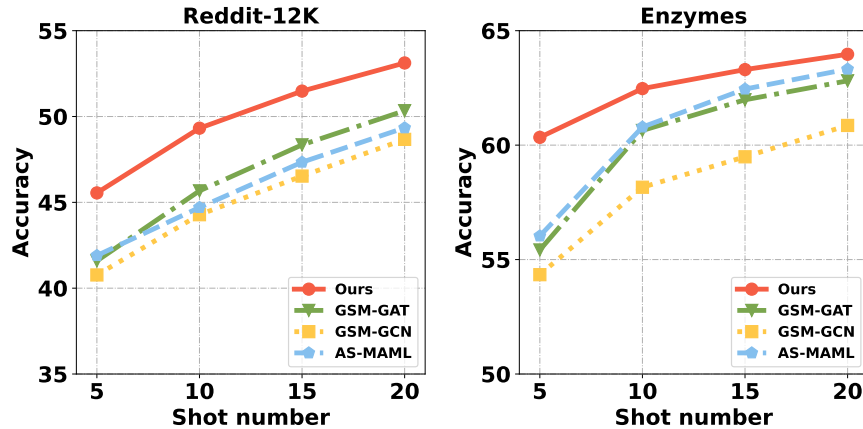 Reddit-12K
55
50
45
40
35
5 10 15 20
Accuracy
Shot number
Ours
GSM-GAT
GSM-GCN
AS-MAML
Enzymes
65
60
55
50
5 10 15 20
Accuracy
Shot number
Ours
GSM-GAT
GSM-GCN
AS-MAML